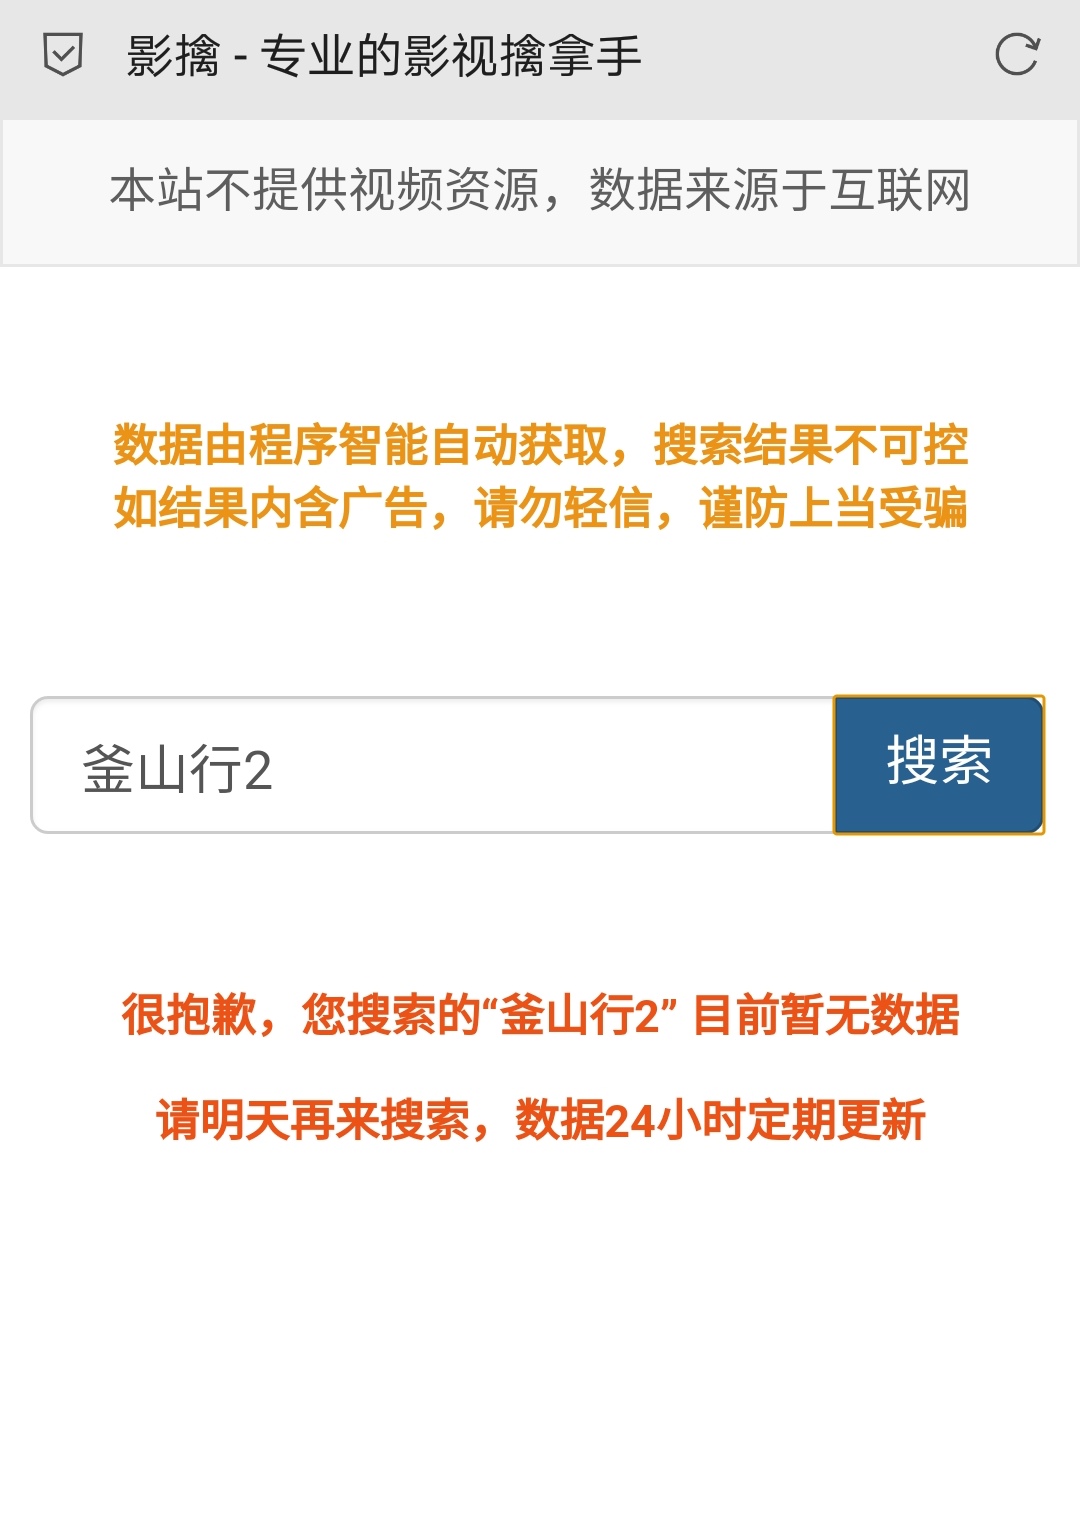 影擒 - 专业的影视擒拿手
本站不提供视频资源，数据来源于互联网
数据由程序智能自动获取，搜索结果不可控
如结果内含广告，请勿轻信，谨防上当受骗
釜山行2
搜索
很抱歉，您搜索的“釜山行2” 目前暂无数据
请明天再来搜索，数据24小时定期更新